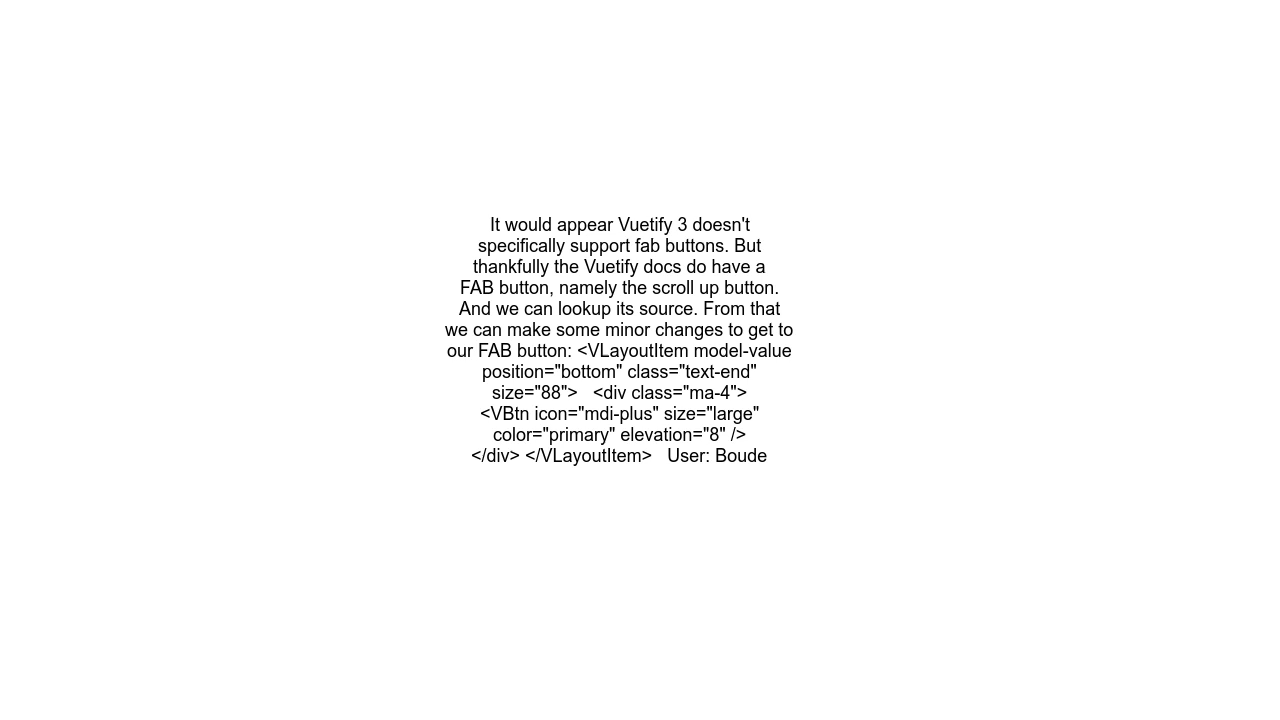 It would appear Vuetify 3 doesn't
specifically support fab buttons. But
thankfully the Vuetify docs do have a
FAB button, namely the scroll up button.
And we can lookup its source. From that
we can make some minor changes to get to
our FAB button: <VLayoutItem model-value
position="bottom" class="text-end"
size="88">   <div class="ma-4">
<VBtn icon="mdi-plus" size="large"
color="primary" elevation="8" />
</div> </VLayoutItem>   User: Boude